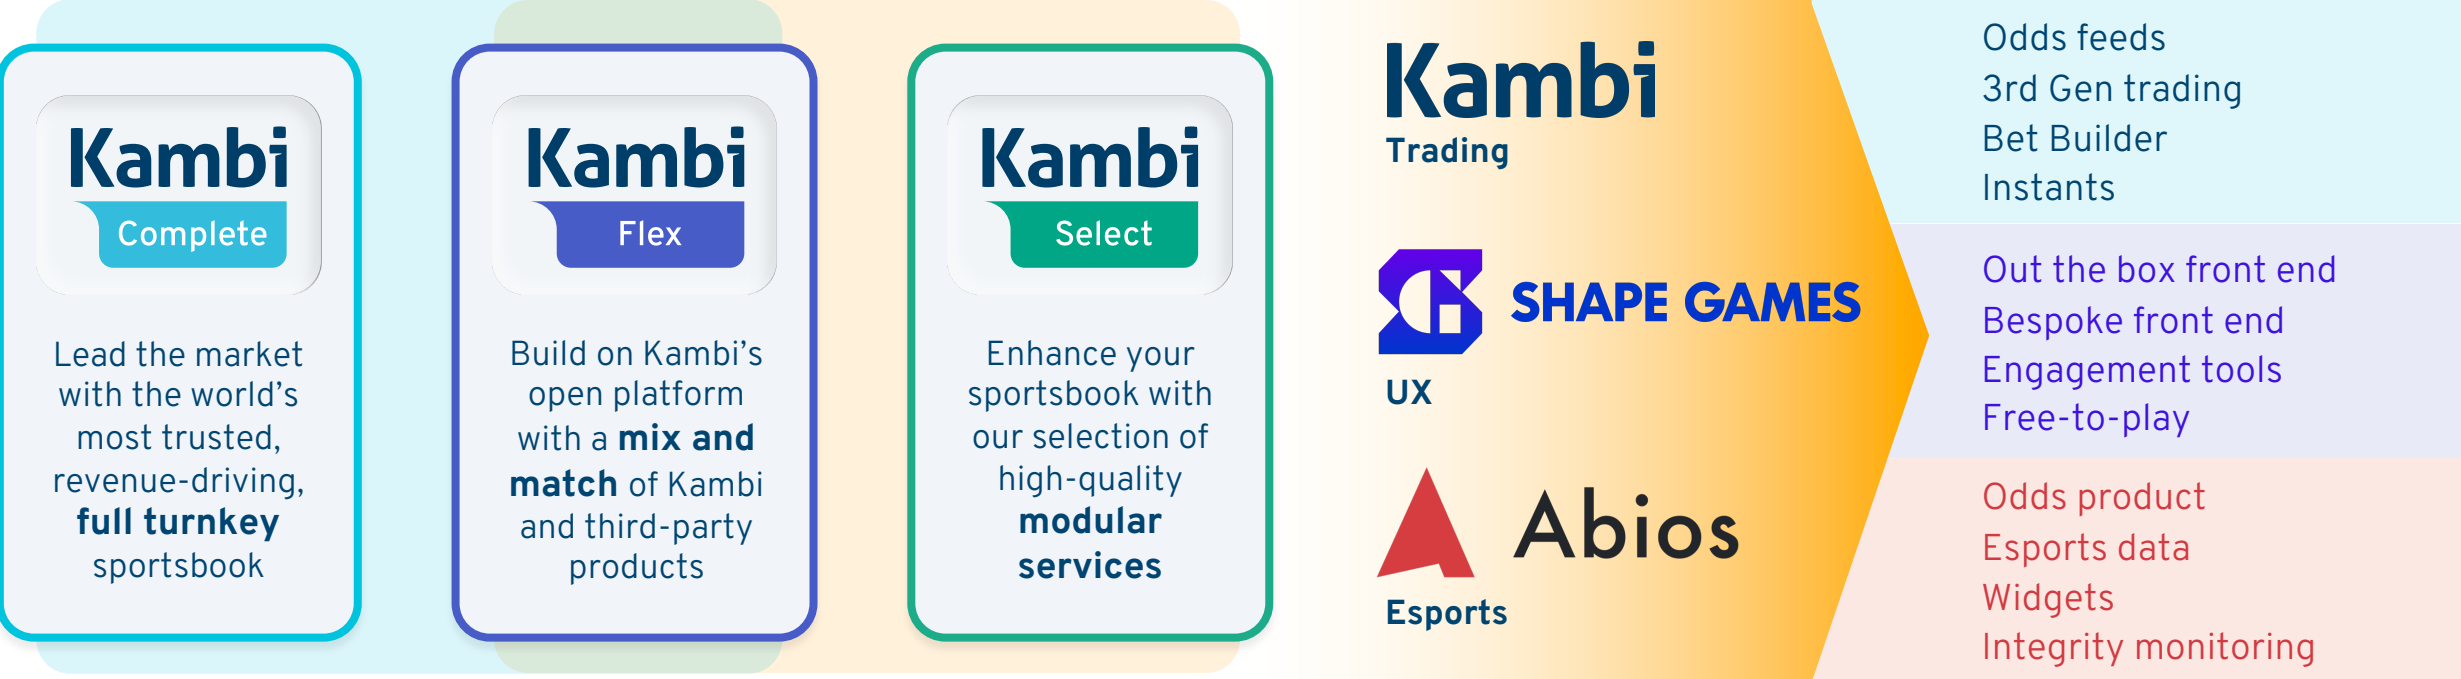 Kambi
Complete
Lead the market
with the world's
most trusted,
revenue-driving,
full turnkey
sportsbook
Kambi
Flex
Build on Kambi's
open platform
with a mix and
match of Kambi
and third-party
products
Kambi
Select
Enhance your
sportsbook with
our selection of
high-quality
modular
services
Kambi
Trading
SHAPE GAMES
UX
Abios
Esports
Odds feeds
3rd Gen trading
Bet Builder
Instants
Out the box front end
Bespoke front end
Engagement tools
Free-to-play
Odds product
Esports data
Widgets
Integrity monitoring